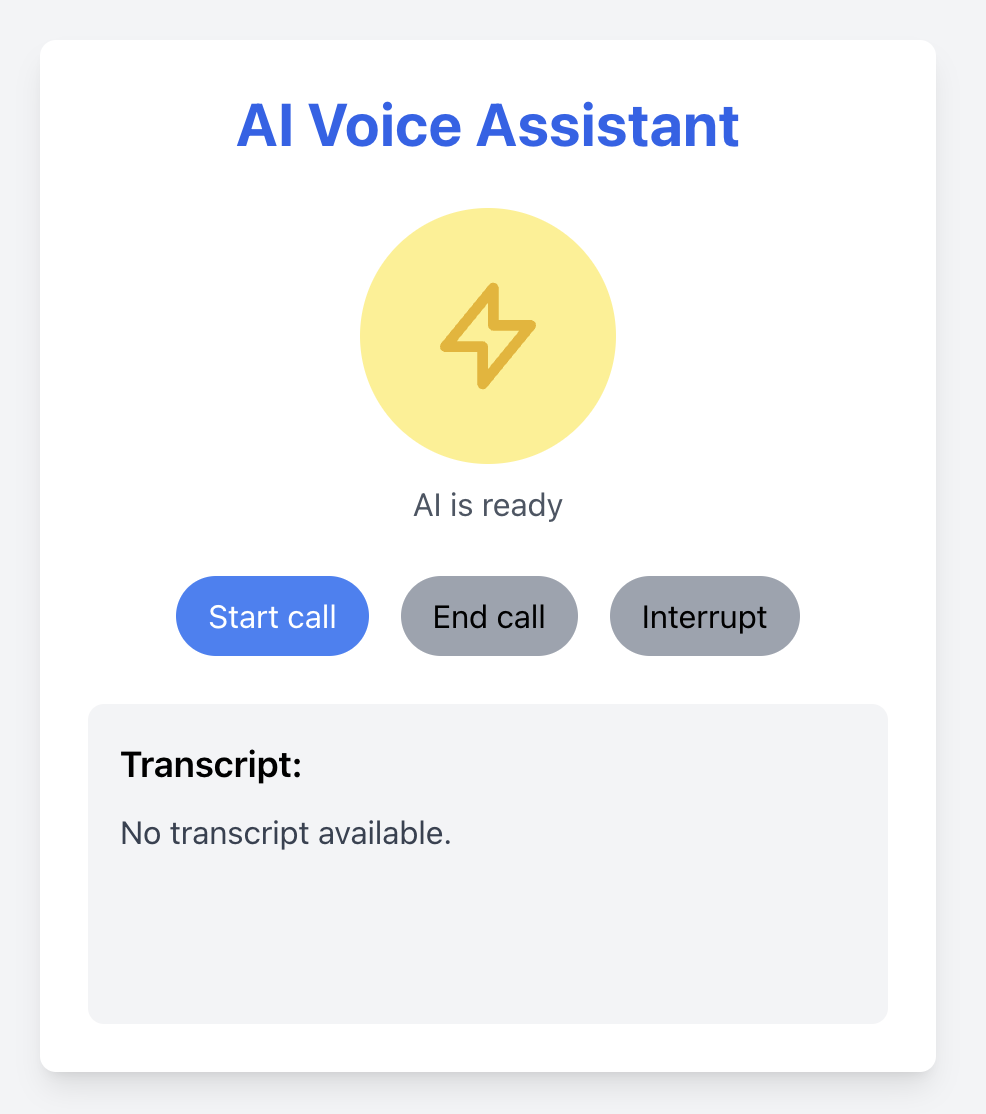 AI Voice Assistant
AI is ready
Start call End call Interrupt
Transcript:
No transcript available.